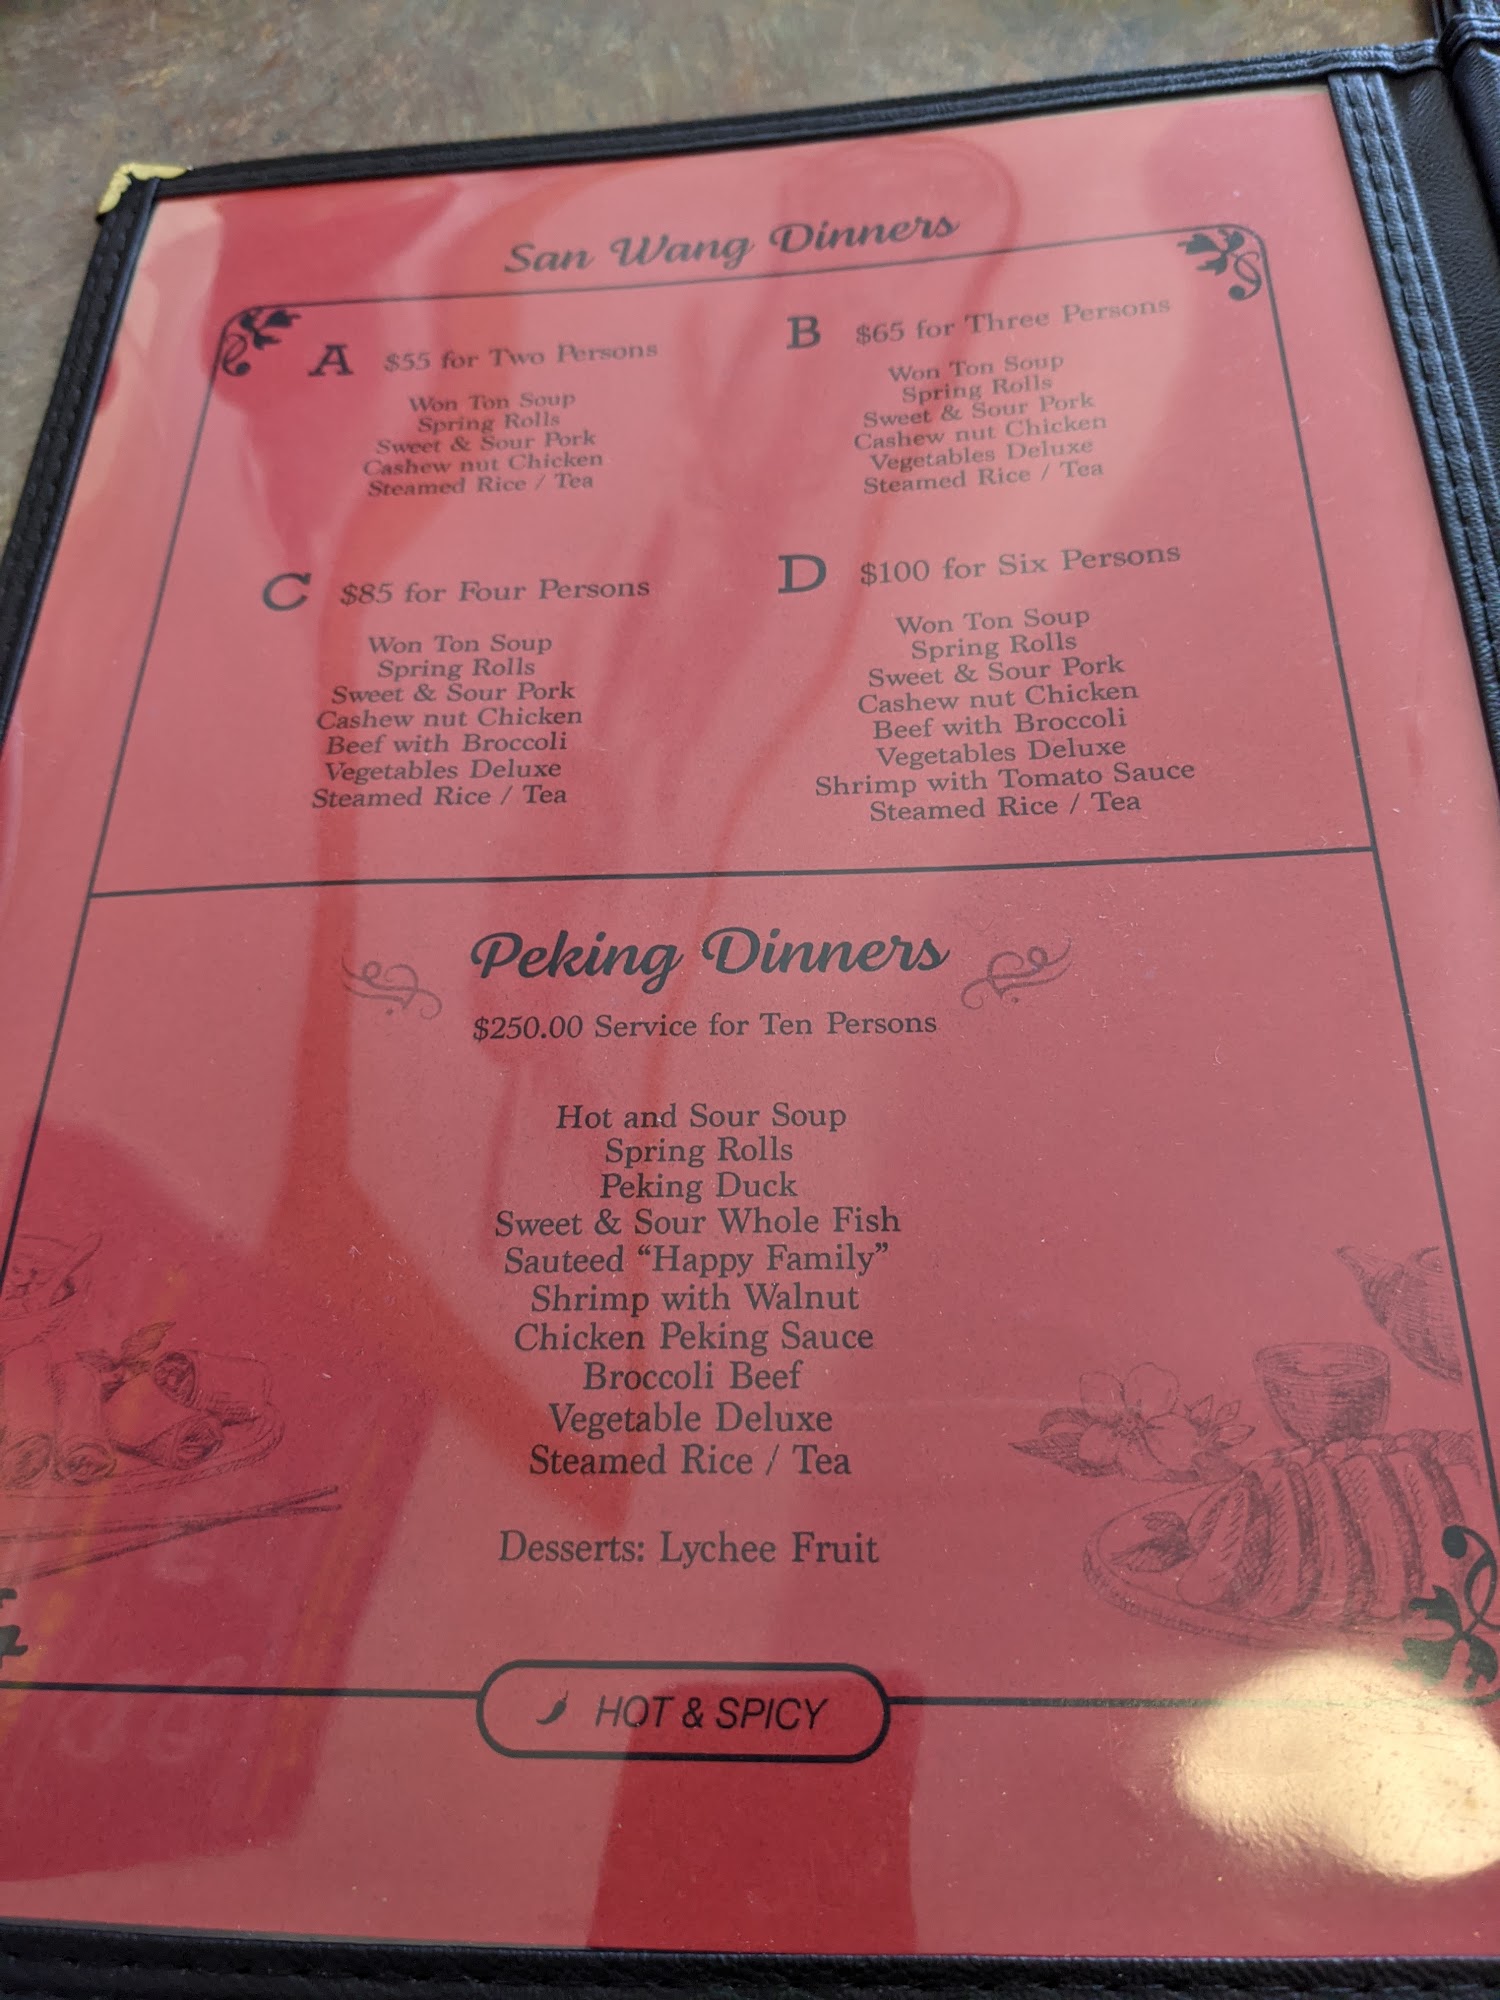 San Wang Dinners
A $55 for Two Persons
Won Ton Soup
Spring Rolls
Sweet & Sour Pork
Cashew nut Chicken
Steamed Rice / Tea
B $65 for Three Persons
Won Ton Soup
Spring Rolls
Sweet & Sour Pork
Cashew nut Chicken
Vegetables Deluxe
Steamed Rice / Tea
C $85 for Four Persons
Won Ton Soup
Spring Rolls
Sweet & Sour Pork
Cashew nut Chicken
Beef with Broccoli
Vegetables Deluxe
Steamed Rice / Tea
D $100 for Six Persons
Won Ton Soup
Spring Rolls
Sweet & Sour Pork
Cashew nut Chicken
Beef with Broccoli
Vegetables Deluxe
Shrimp with Tomato Sauce
Steamed Rice / Tea
Peking Dinners
$250.00 Service for Ten Persons
Hot and Sour Soup
Spring Rolls
Peking Duck
Sweet & Sour Whole Fish
Sauteed “Happy Family”
Shrimp with Walnut
Chicken Peking Sauce
Broccoli Beef
Vegetable Deluxe
Steamed Rice / Tea
Desserts: Lychee Fruit
HOT & SPICY